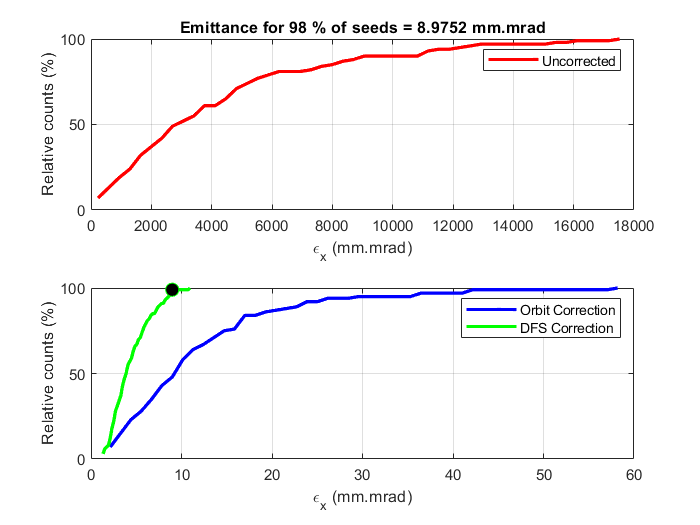 Emittance for 98 % of seeds = 8.9752 mm.mrad
Relative counts (%)
100
50
0
Uncorrected
0 2000 4000 6000 8000 10000 12000 14000 16000 18000
ϵx (mm.mrad)
Relative counts (%)
100
50
0
Orbit Correction
DFS Correction
0 10 20 30 40 50 60
ϵx (mm.mrad)